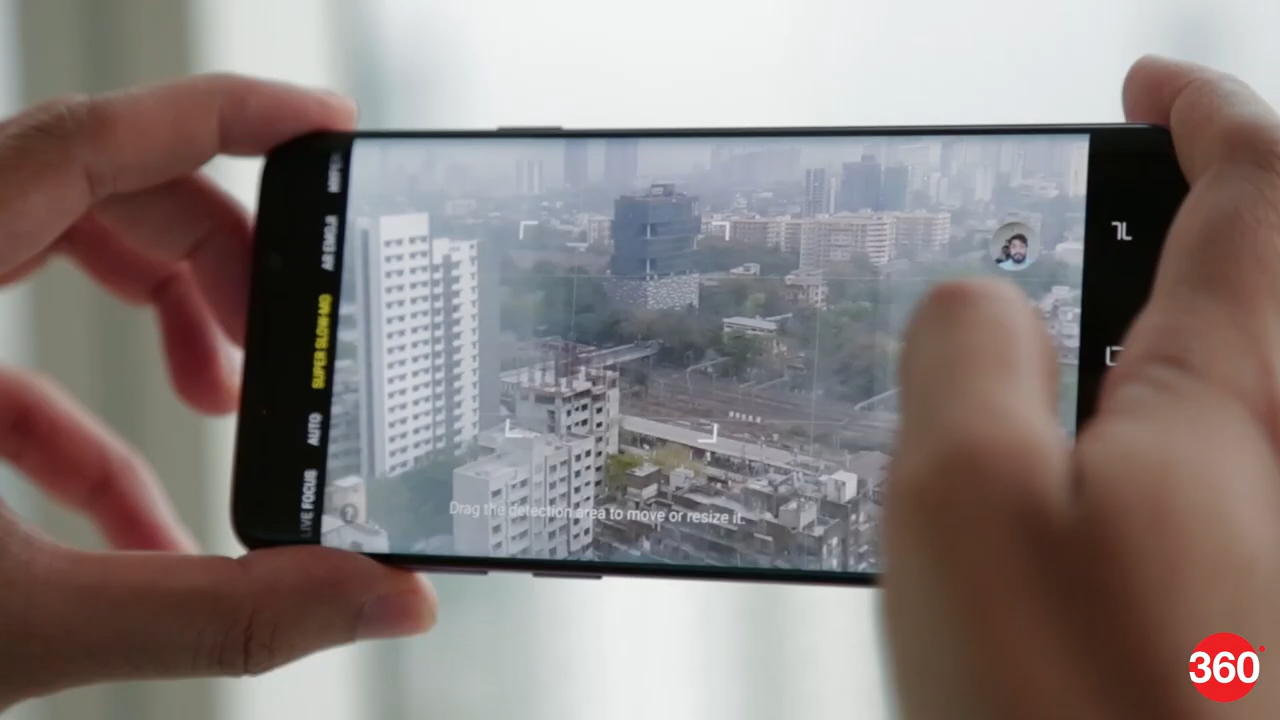 AR EMOJI
SUPER SLOW-MO
AUTO
LIVE FOCUS
Drag the detection area to move or resize it.
360°